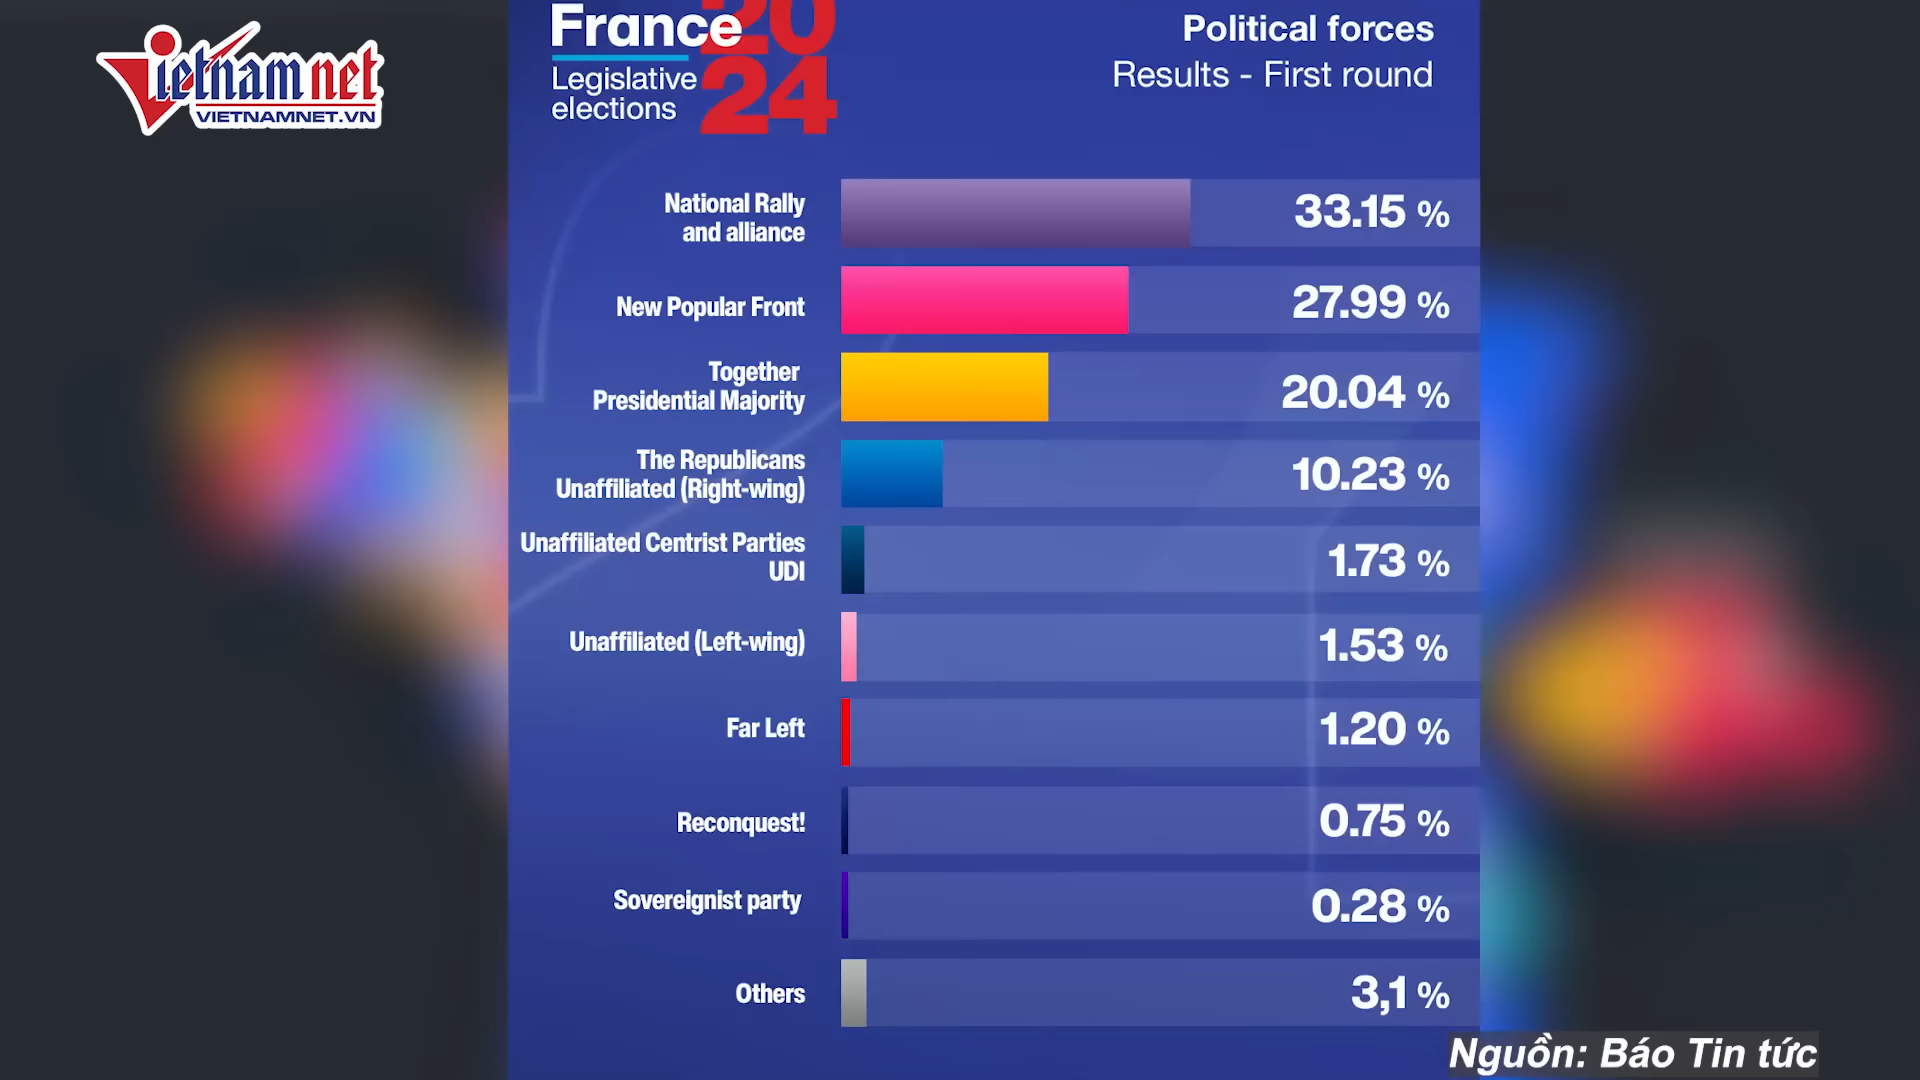 Vietnamnet
VIETNAMNET.VN
France
2024
Legislative
elections
Political forces
Results - First round
National Rally
and alliance
33.15 %
New Popular Front
27.99 %
Together
Presidential Majority
20.04 %
The Republicans
Unaffiliated (Right-wing)
10.23 %
Unaffiliated Centrist Parties
UDI
1.73 %
Unaffiliated (Left-wing)
1.53 %
Far Left
1.20 %
Reconquest!
0.75 %
Sovereignist party
0.28 %
Others
3,1 %
Nguồn: Báo Tin tức